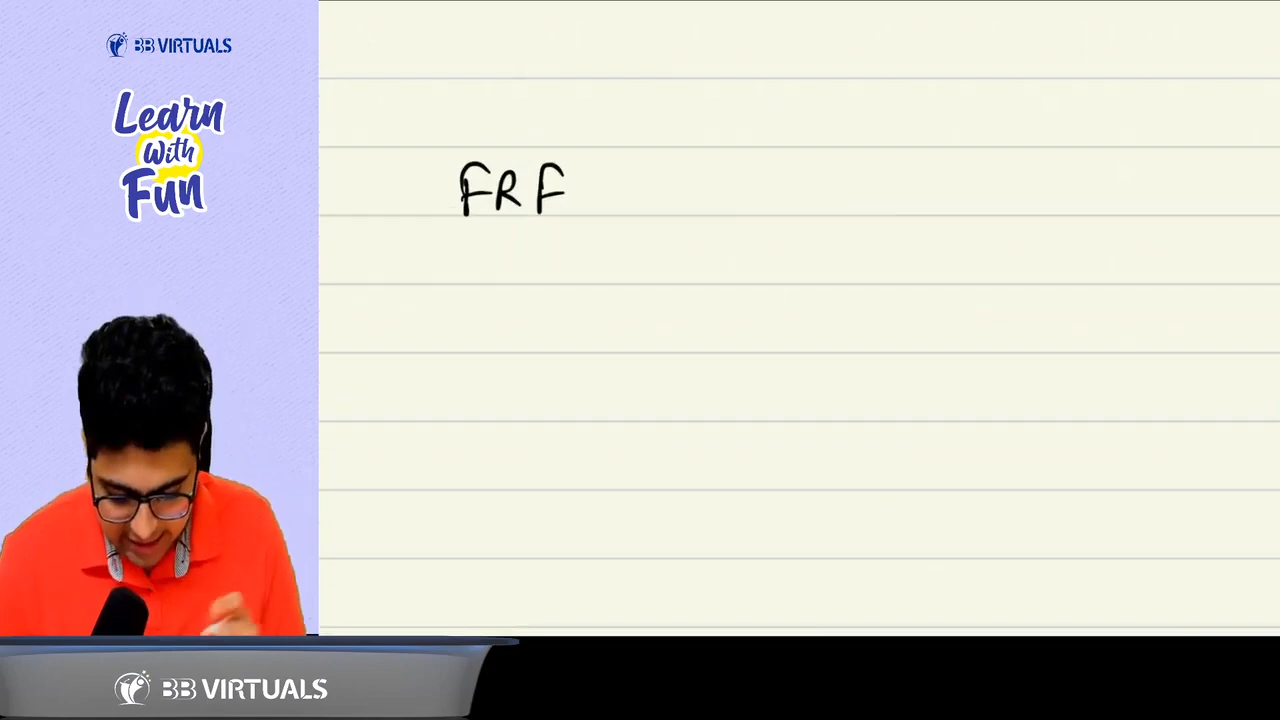 BB VIRTUALS
Learn
With
Fun
FRF
BB VIRTUALS